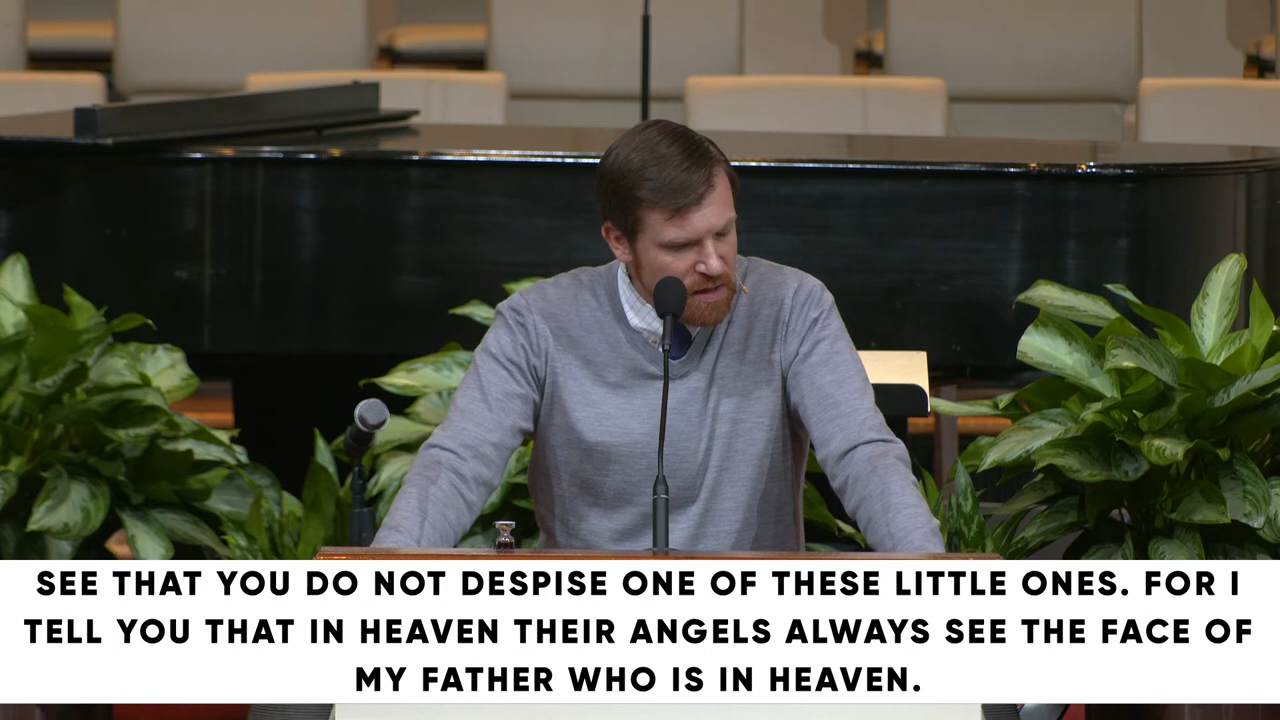 SEE THAT YOU DO NOT DESPISE ONE OF THESE LITTLE ONES. FOR I
TELL YOU THAT IN HEAVEN THEIR ANGELS ALWAYS SEE THE FACE OF
MY FATHER WHO IS IN HEAVEN.